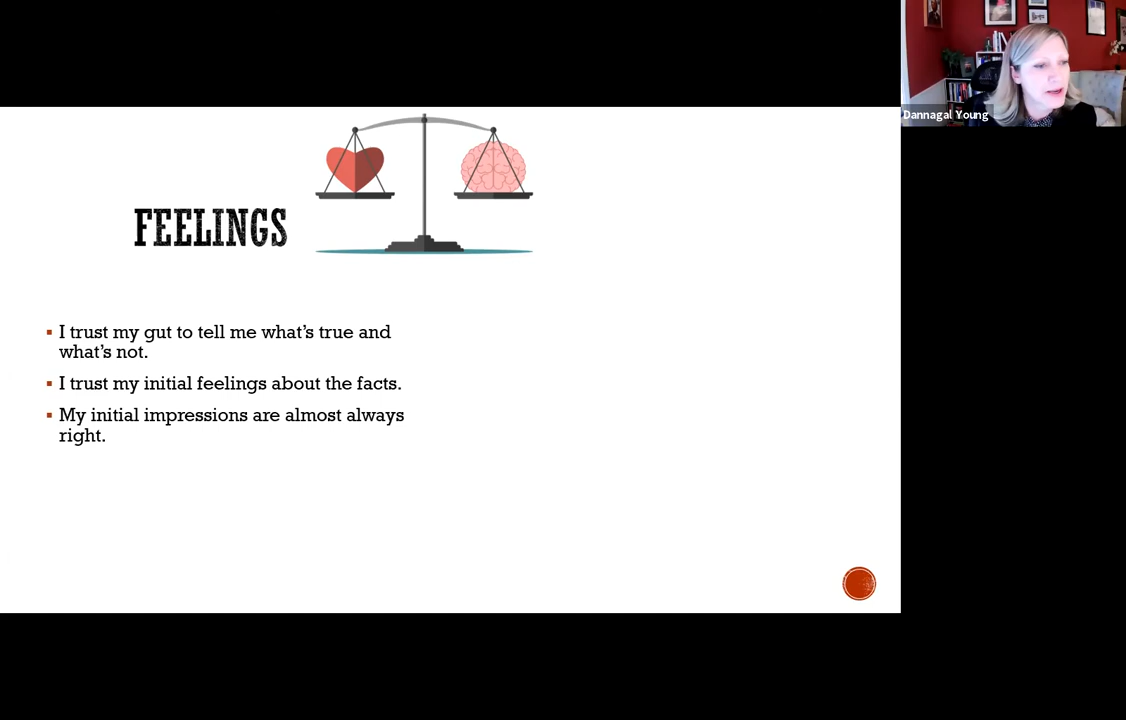 Dannagal Young
FEELINGS
▪ I trust my gut to tell me what’s true and
what’s not.
▪ I trust my initial feelings about the facts.
▪ My initial impressions are almost always
right.